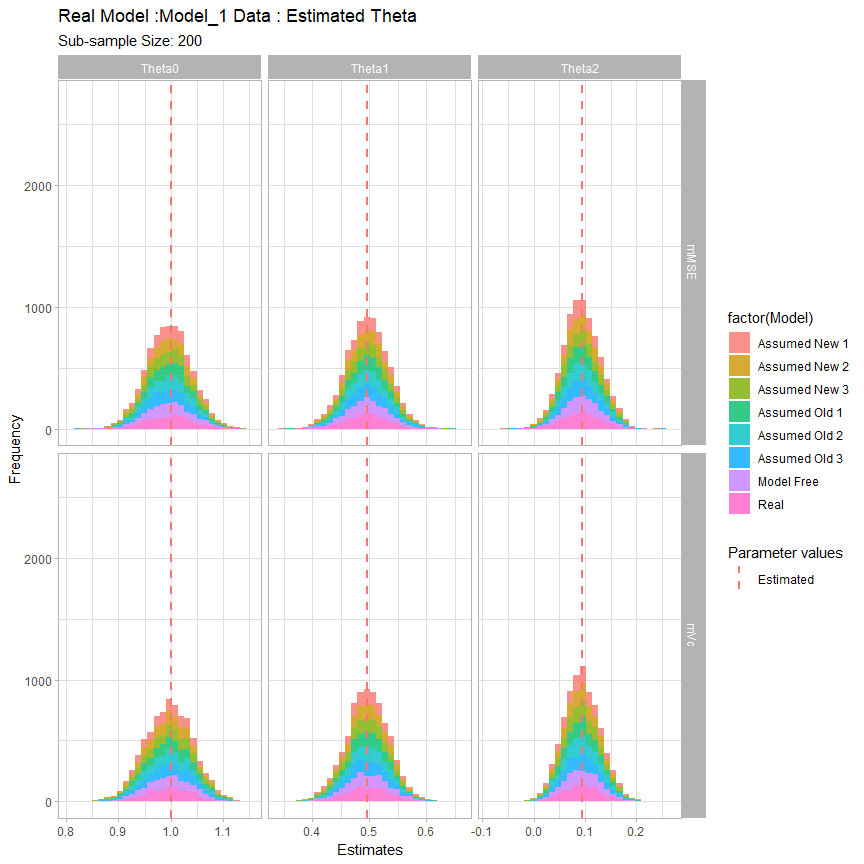 Real Model :Model_1 Data : Estimated Theta
Sub-sample Size: 200
Theta0 Theta1 Theta2
2000
1000
0
mMSE
2000
1000
0
mVc
Frequency
0.8 0.9 1.0 1.1 0.4 0.5 0.6 -0.1 0.0 0.1 0.2
Estimates
factor(Model)
Assumed New 1
Assumed New 2
Assumed New 3
Assumed Old 1
Assumed Old 2
Assumed Old 3
Model Free
Real
Parameter values
Estimated